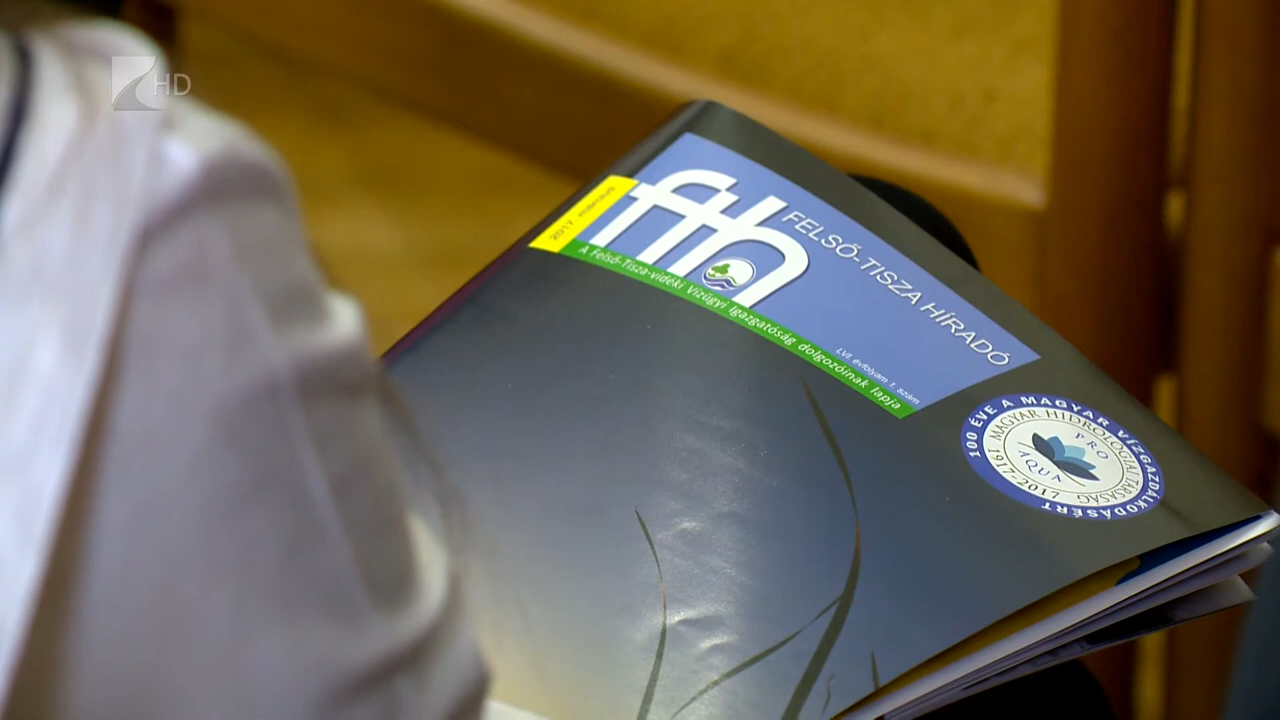 HD
2017. március
fth
FELSŐ-TISZA HÍRADÓ
A Felső-Tisza-vidéki Vízügyi Igazgatóság dolgozóinak lapja
LVI. évfolyam 1. szám
100 ÉVE A MAGYAR VÍZGAZDÁLKODÁSÉRT
MAGYAR HIDROLÓGIAI TÁRSASÁG
1917-2017
PRO
AQUA